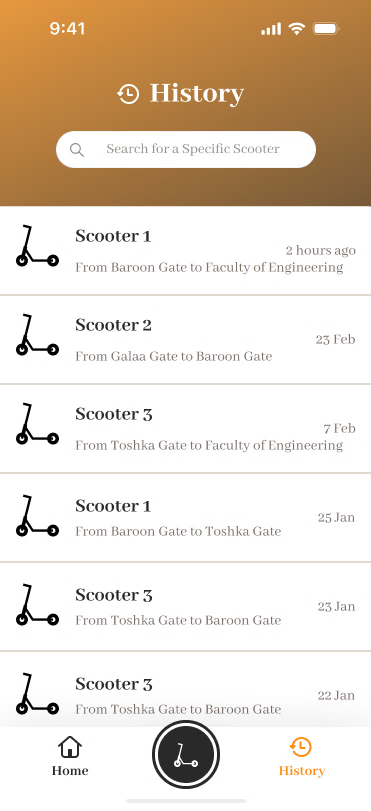 9:41
History
Search for a Specific Scooter
Scooter 1
2 hours ago
From Baroon Gate to Faculty of Engineering
Scooter 2
23 Feb
From Galaa Gate to Baroon Gate
Scooter 3
7 Feb
From Toshka Gate to Faculty of Engineering
Scooter 1
25 Jan
From Baroon Gate to Toshka Gate
Scooter 3
23 Jan
From Toshka Gate to Baroon Gate
Scooter 3
22 Jan
From Toshka Gate to Baroon Gate
Home
History